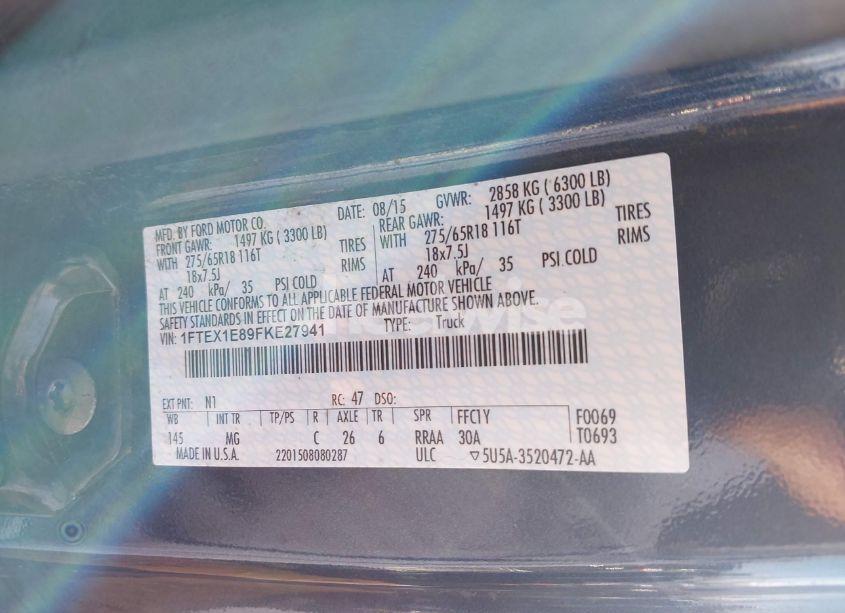 MFD. BY FORD MOTOR CO. DATE: 08/15 GVWR: 2858 KG ( 6300 LB)
FRONT GAWR: 1497 KG ( 3300 LB) REAR GAWR: 1497 KG ( 3300 LB)
WITH 275/65R18 116T TIRES WITH 275/65R18 116T TIRES
18x7.5J RIMS 18x7.5J RIMS
AT 240 kPa/ 35 PSI COLD AT 240 kPa/ 35 PSI COLD
THIS VEHICLE CONFORMS TO ALL APPLICABLE FEDERAL MOTOR VEHICLE
SAFETY STANDARDS IN EFFECT ON THE DATE OF MANUFACTURE SHOWN ABOVE.
VIN: 1FTEX1E89FKE27941 TYPE: Truck
EXT PNT: N1 RC: 47 DSO:
WB INT TR TP/PS R AXLE TR SPR FFC1Y F0069
145 MG C 26 6 RRAA 30A T0693
MADE IN U.S.A. 2201508080287 ULC ▽5U5A-3520472-AA